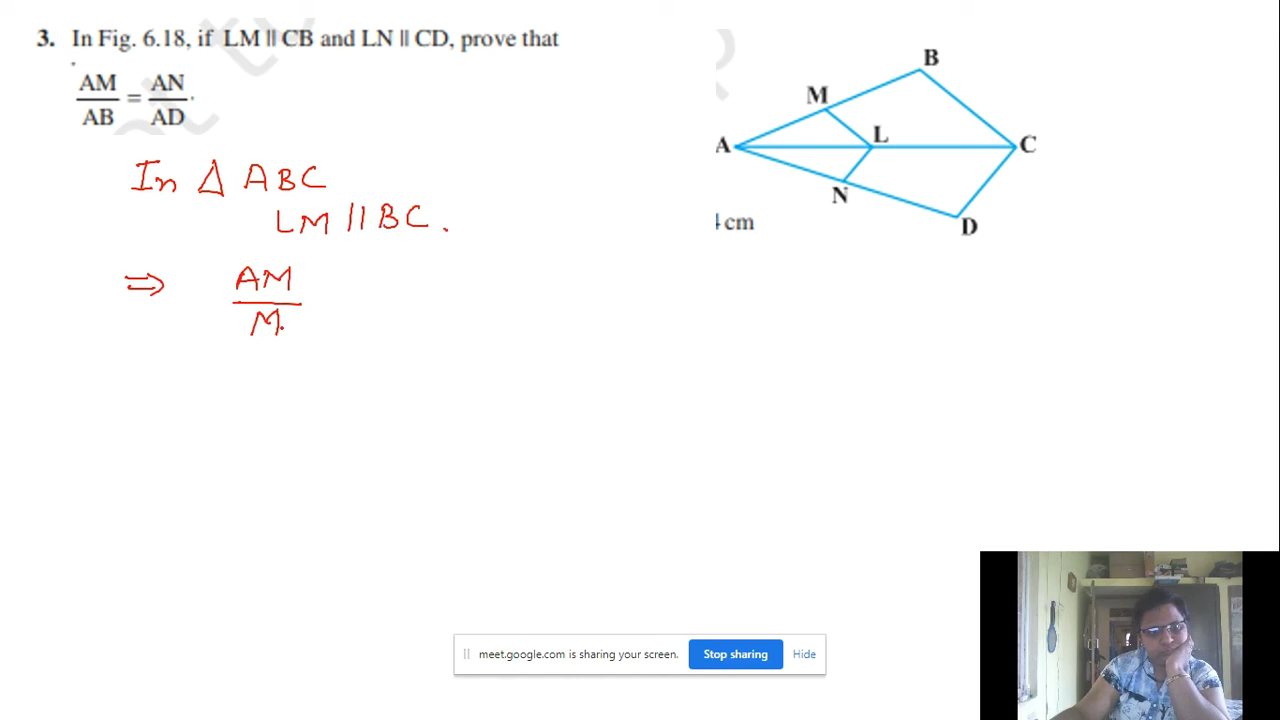 3. In Fig. 6.18, if LM || CB and LN || CD, prove that
AM/AB = AN/AD.
In Δ ABC
LM || BC.
⇒ AM/M
B
M
A
L
C
N
D
4 cm
|| meet.google.com is sharing your screen. Stop sharing Hide